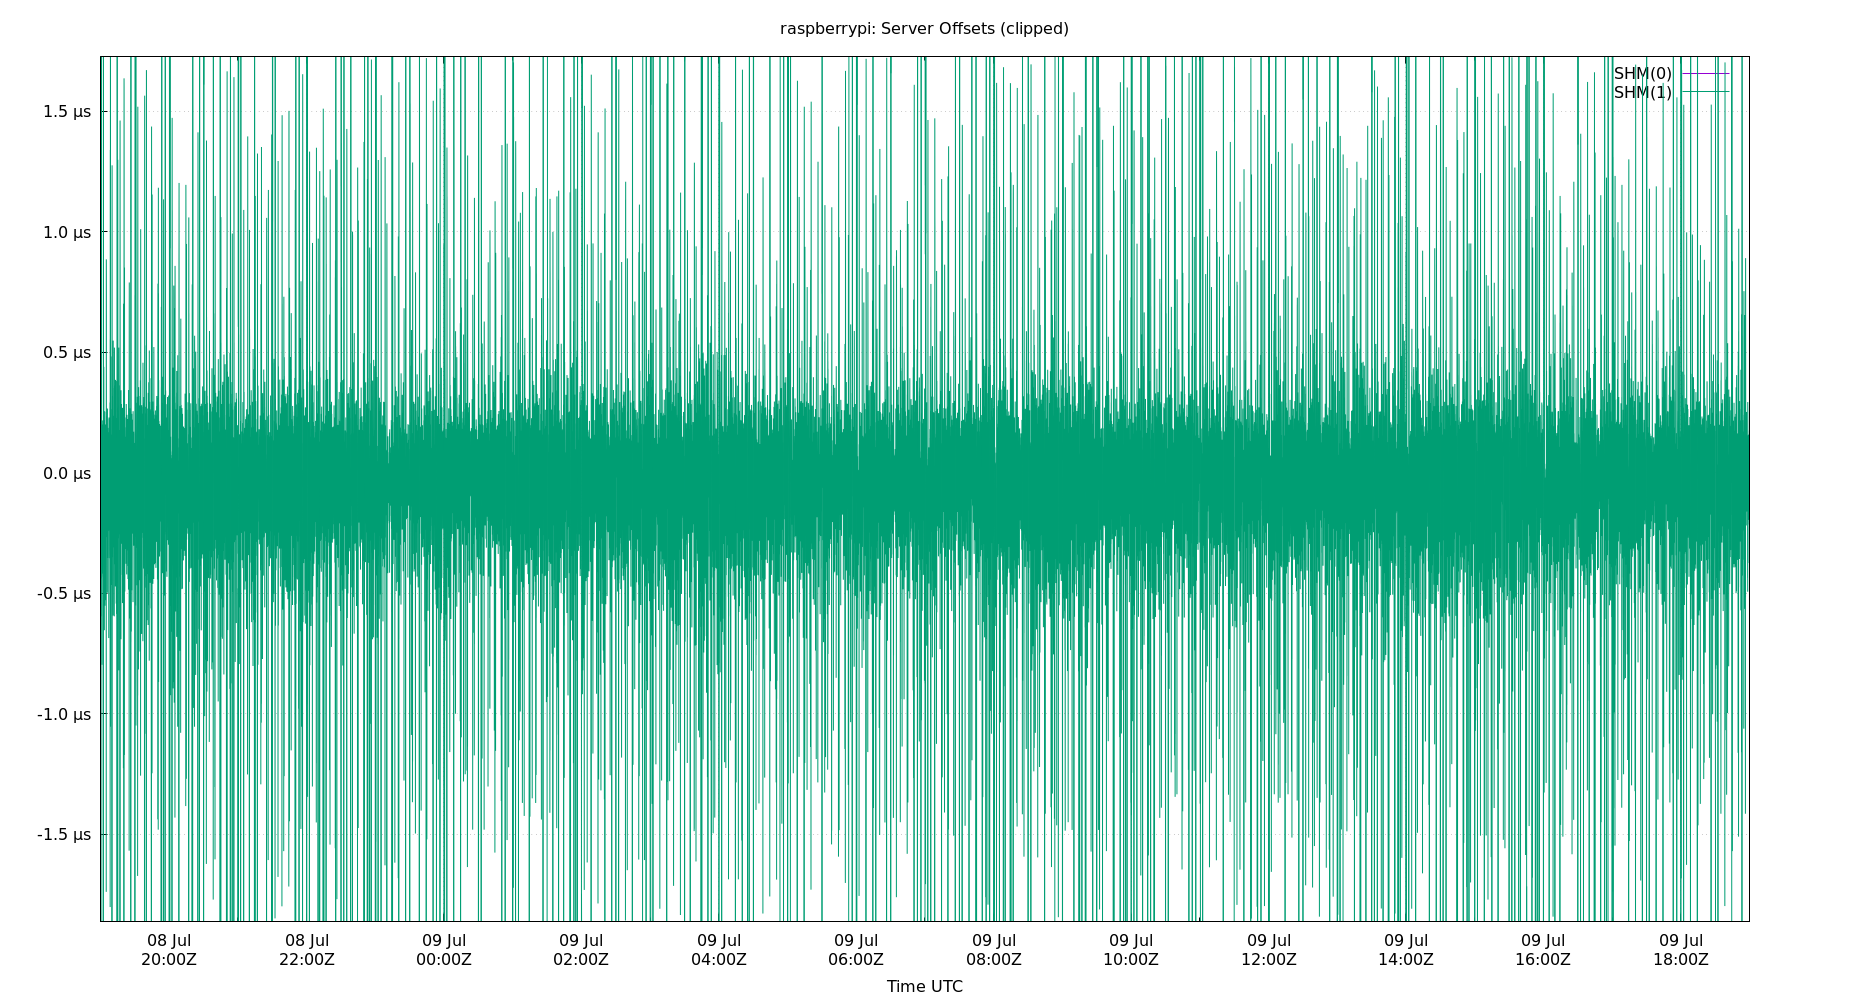 raspberrypi: Server Offsets (clipped)
SHM(0)
SHM(1)
1.5 µs
1.0 µs
0.5 µs
0.0 µs
-0.5 µs
-1.0 µs
-1.5 µs
08 Jul 08 Jul 09 Jul 09 Jul 09 Jul 09 Jul 09 Jul 09 Jul 09 Jul 09 Jul 09 Jul 09 Jul
20:00Z 22:00Z 00:00Z 02:00Z 04:00Z 06:00Z 08:00Z 10:00Z 12:00Z 14:00Z 16:00Z 18:00Z
Time UTC